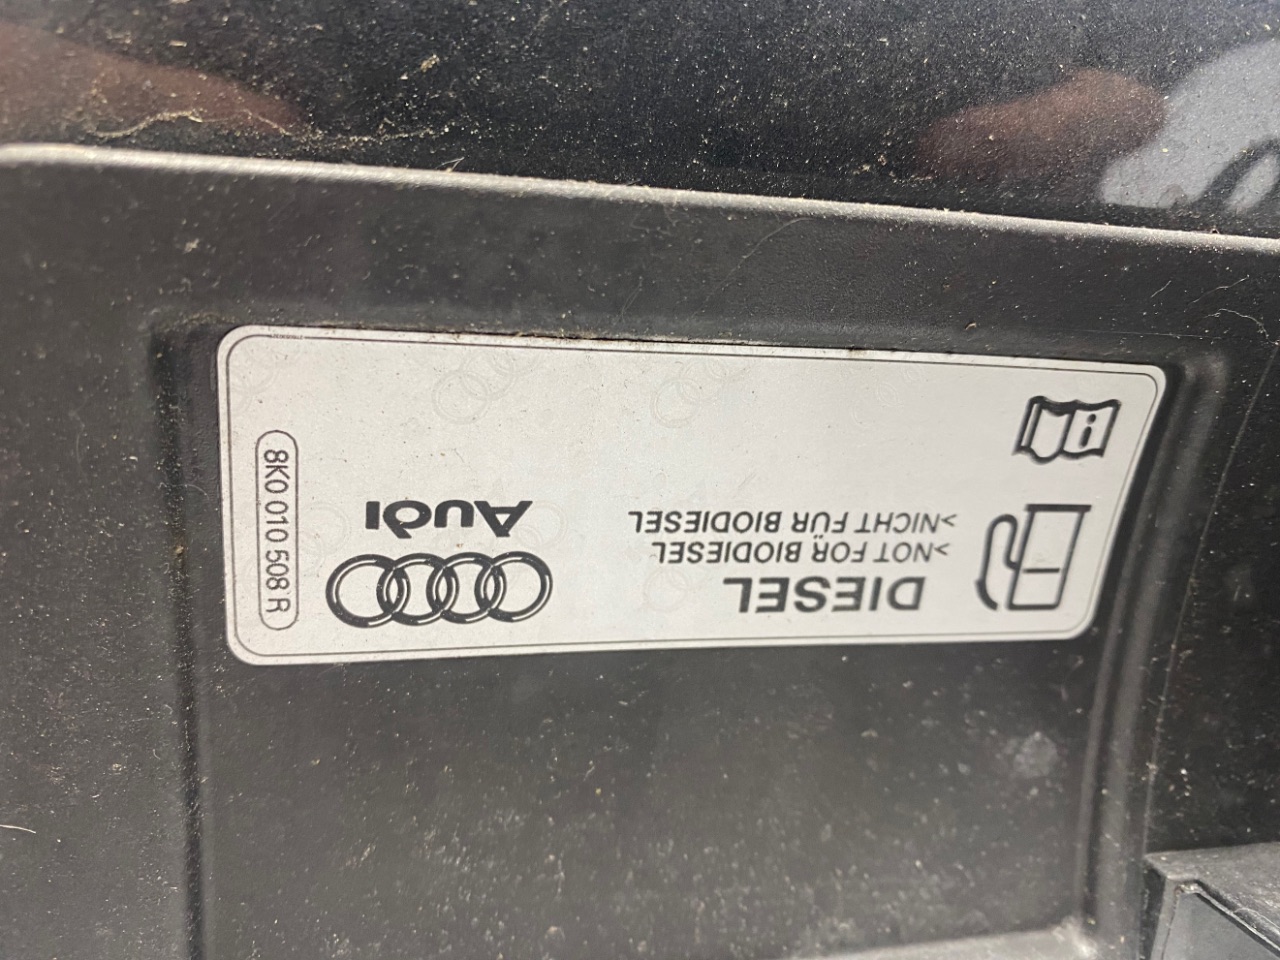 DIESEL
>NOT FOR BIODIESEL
>NICHT FÜR BIODIESEL
Audi
8K0 010 508 R
i